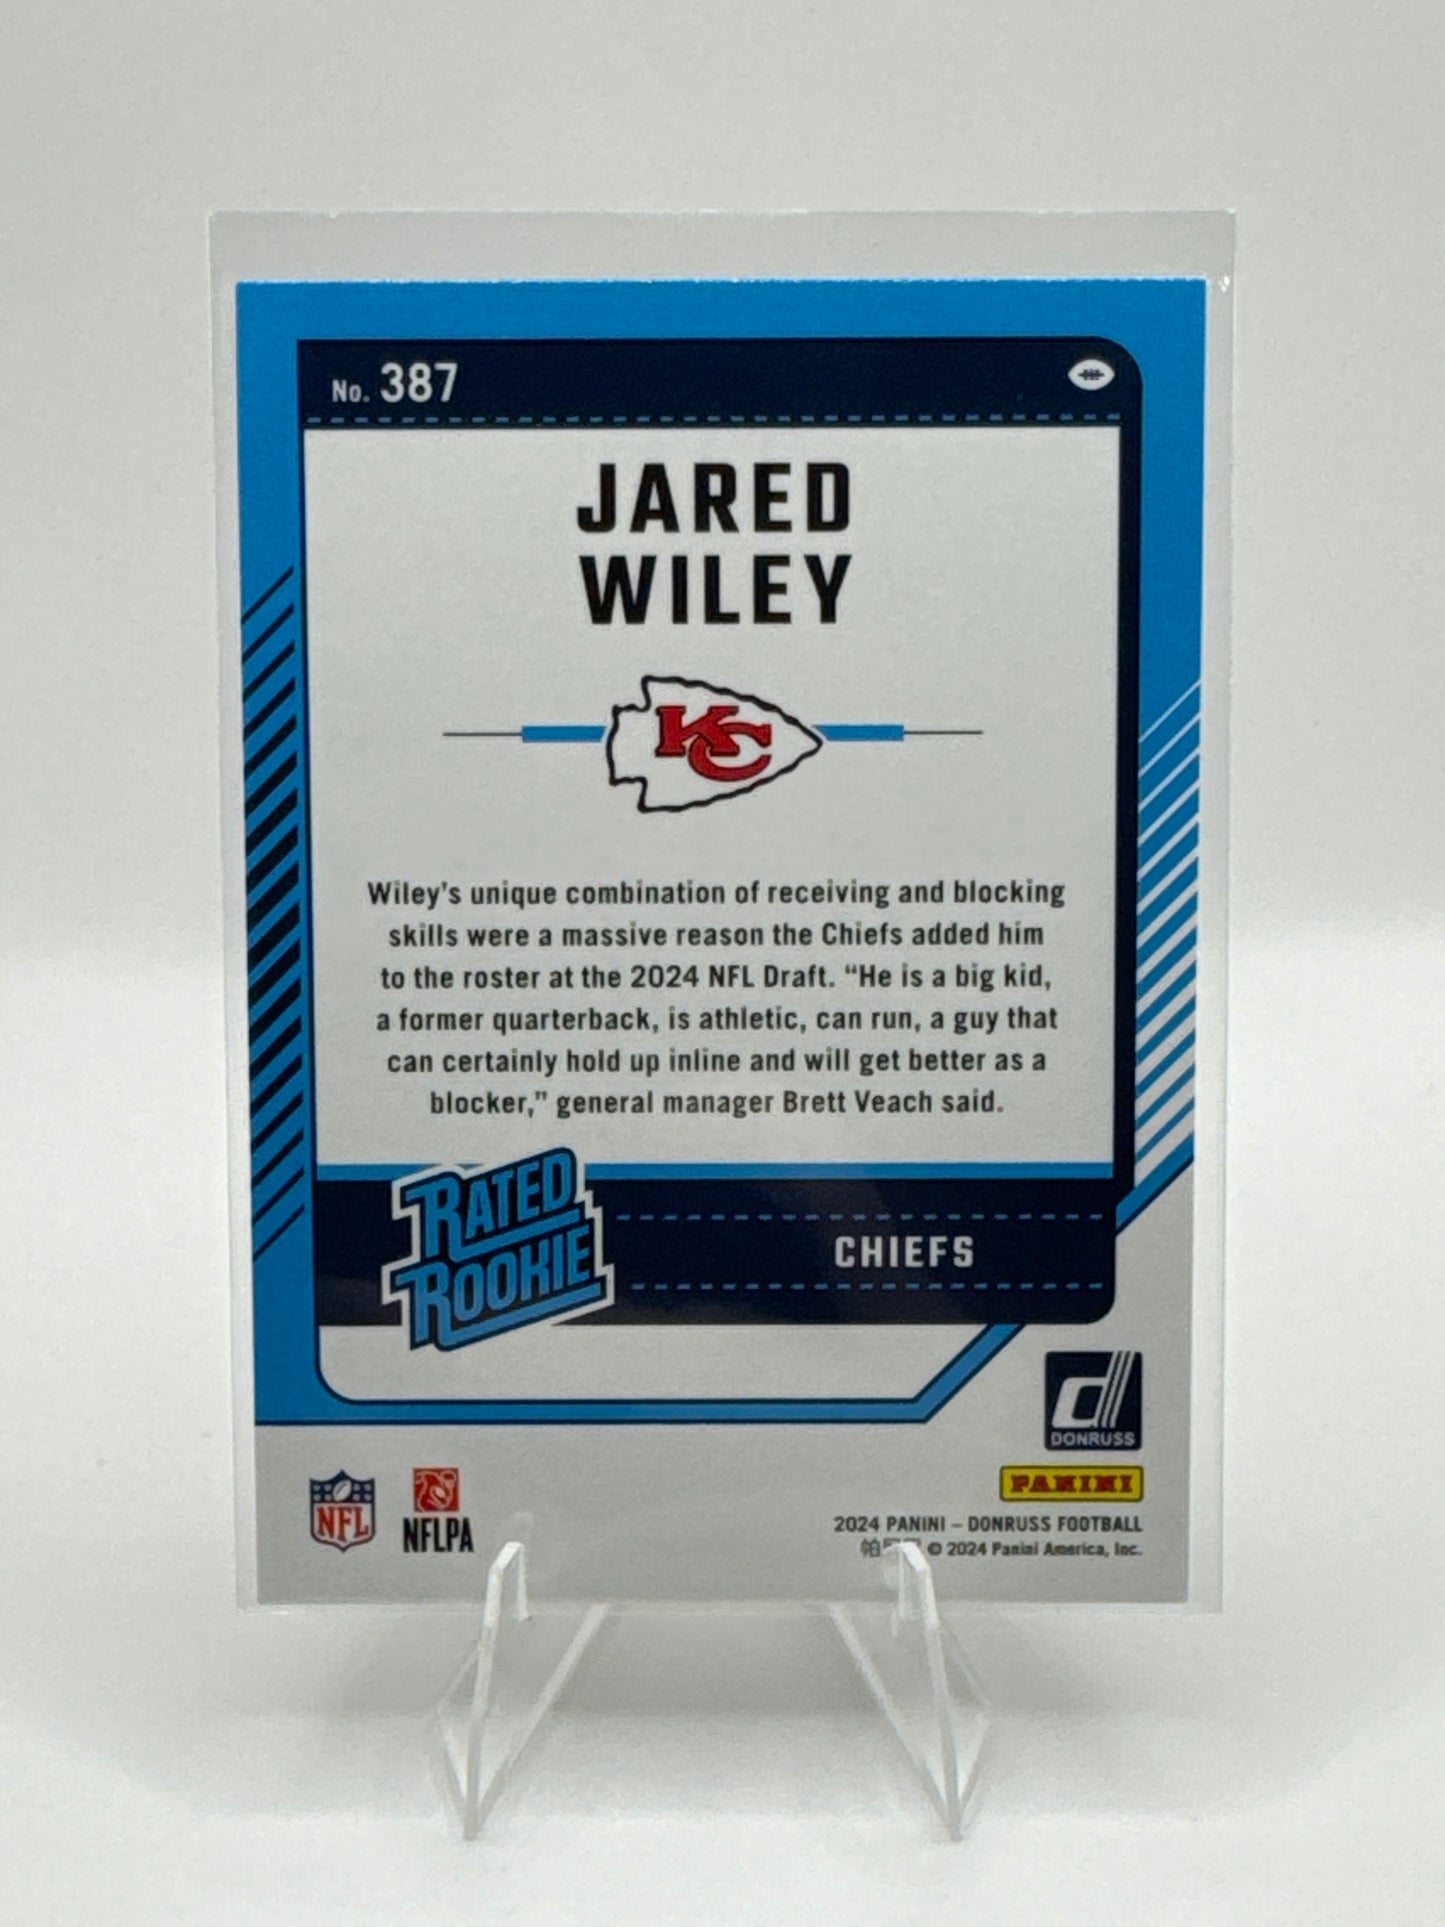 No. 387
JARED
WILEY
KC
Wiley's unique combination of receiving and blocking
skills were a massive reason the Chiefs added him
to the roster at the 2024 NFL Draft. “He is a big kid,
a former quarterback, is athletic, can run, a guy that
can certainly hold up inline and will get better as a
blocker,” general manager Brett Veach said.
RATED
ROOKIE
CHIEFS
d
DONRUSS
PANINI
NFL
NFLPA
2024 PANINI – DONRUSS FOOTBALL
帕 © 2024 Panini America, Inc.